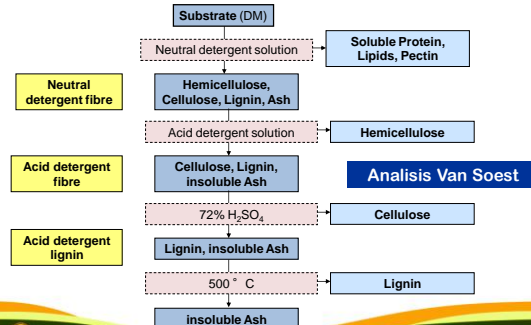 Substrate (DM)
Neutral detergent solution
Soluble Protein,
Lipids, Pectin
Neutral
detergent fibre
Hemicellulose,
Cellulose, Lignin, Ash
Acid detergent solution
Hemicellulose
Acid detergent
fibre
Cellulose, Lignin,
insoluble Ash
Analisis Van Soest
72% H₂SO₄
Cellulose
Acid detergent
lignin
Lignin, insoluble Ash
500 ° C
Lignin
insoluble Ash